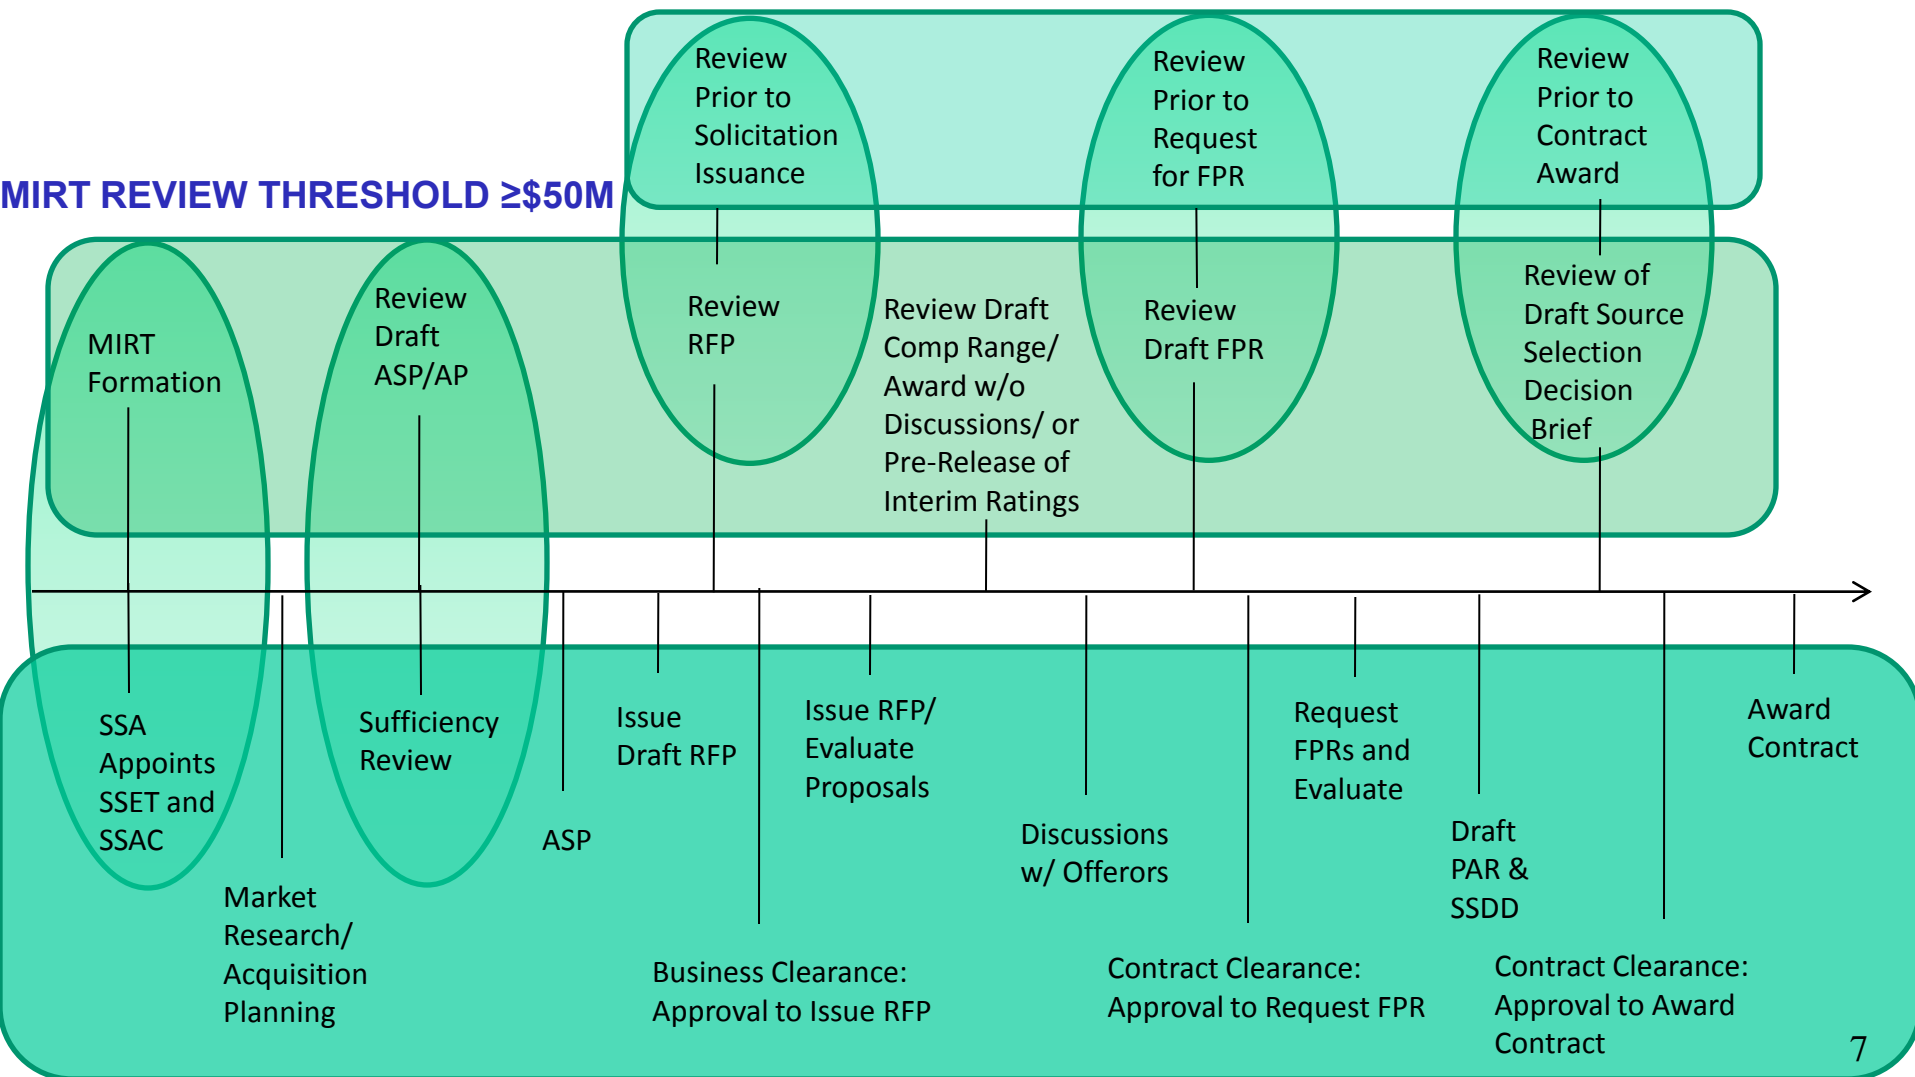 Review
Prior to
Solicitation
Issuance
Review
Prior to
Request
for FPR
Review
Prior to
Contract
Award
MIRT REVIEW THRESHOLD ≥$50M
MIRT
Formation
Review
Draft
ASP/AP
Review
RFP
Review Draft
Comp Range/
Award w/o
Discussions/ or
Pre-Release of
Interim Ratings
Review
Draft FPR
Review of
Draft Source
Selection
Decision
Brief
SSA
Appoints
SSET and
SSAC
Market
Research/
Acquisition
Planning
Sufficiency
Review
ASP
Issue
Draft RFP
Business Clearance:
Approval to Issue RFP
Issue RFP/
Evaluate
Proposals
Discussions
w/ Offerors
Contract Clearance:
Approval to Request FPR
Request
FPRs and
Evaluate
Draft
PAR &
SSDD
Contract Clearance:
Approval to Award
Contract
Award
Contract
7